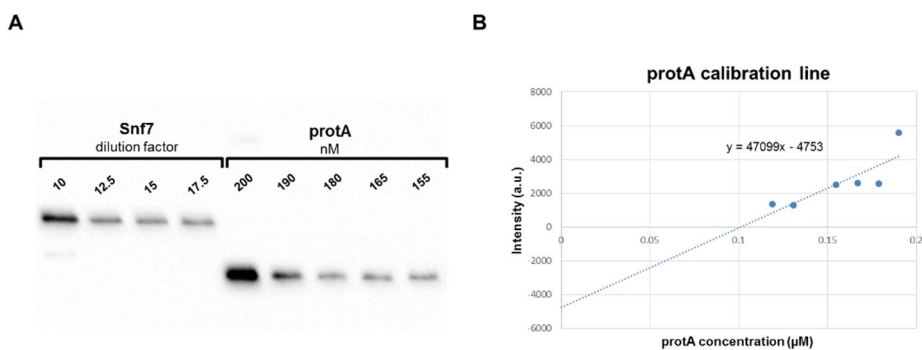 A
Snf7
dilution factor
protA
nM
10 12.5 15 17.5 200 190 180 165 155
B
protA calibration line
y = 47099x - 4753
Intensity (a.u.)
6000
4000
2000
0
-2000
-4000
-6000
0 0.05 0.1 0.15 0.2
protA concentration (µM)